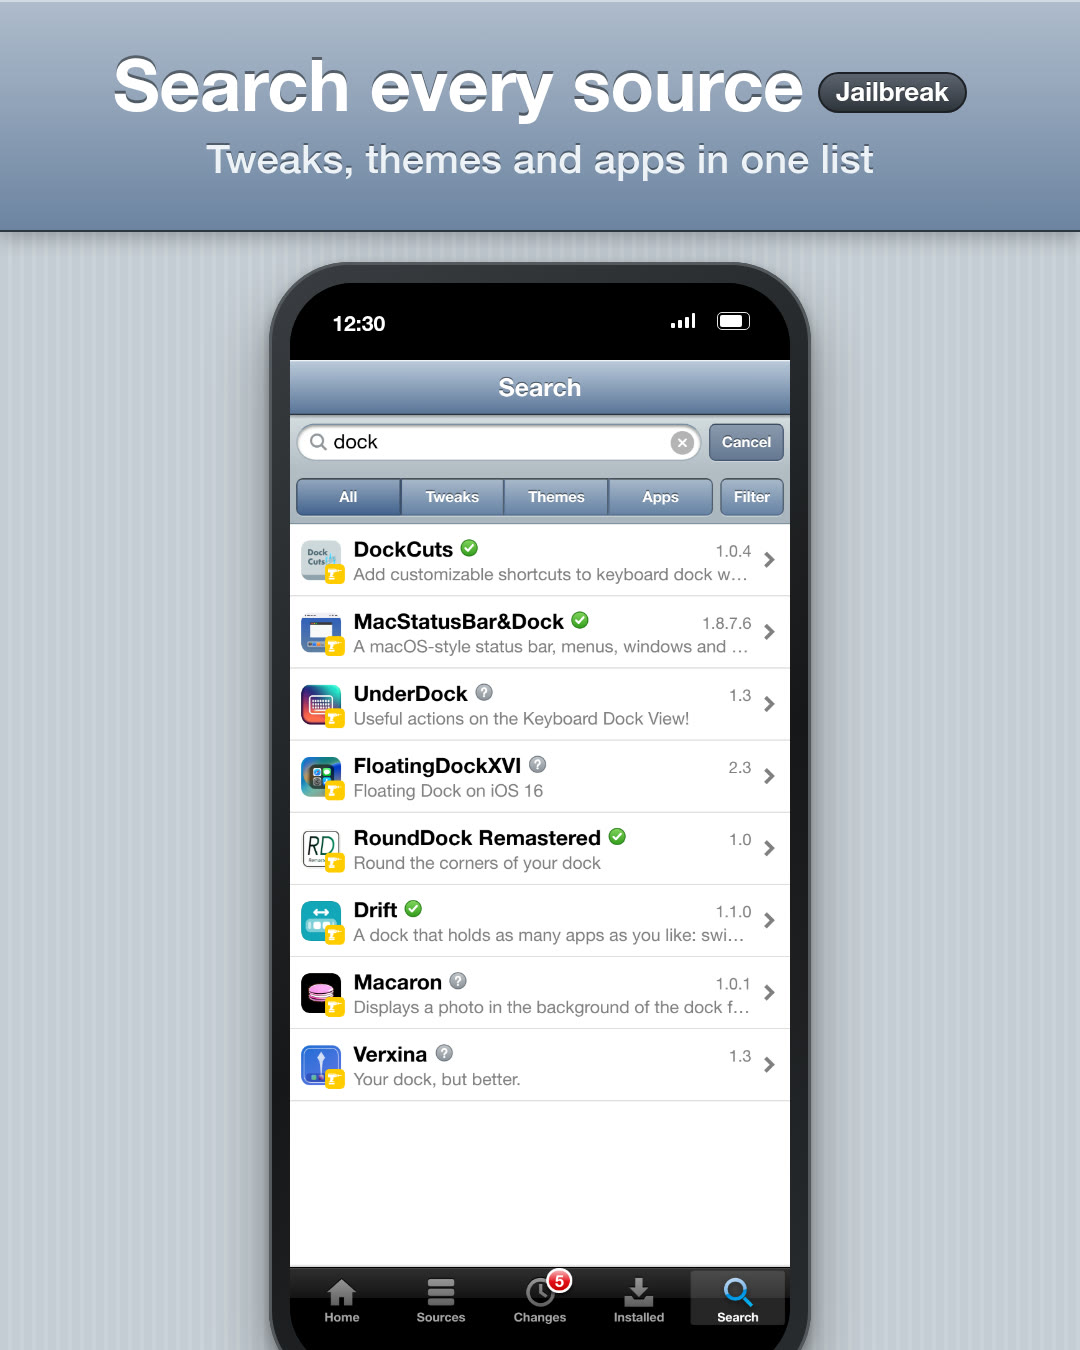 Search every source Jailbreak
Tweaks, themes and apps in one list
12:30
Search
dock
Cancel
All Tweaks Themes Apps Filter
Dock
Cuts
DockCuts 1.0.4
Add customizable shortcuts to keyboard dock w...
MacStatusBar&Dock 1.8.7.6
A macOS-style status bar, menus, windows and ...
UnderDock ? 1.3
Useful actions on the Keyboard Dock View!
FloatingDockXVI ? 2.3
Floating Dock on iOS 16
RD
RoundDock Remastered 1.0
Round the corners of your dock
Drift 1.1.0
A dock that holds as many apps as you like: swi...
Macaron ? 1.0.1
Displays a photo in the background of the dock f...
Verxina ? 1.3
Your dock, but better.
5
Home Sources Changes Installed Search